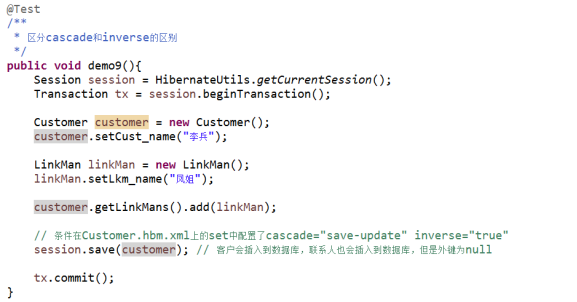 @Test
/**
 * 区分cascade和inverse的区别
 */
public void demo9(){
    Session session = HibernateUtils.getCurrentSession();
    Transaction tx = session.beginTransaction();
    Customer customer = new Customer();
    customer.setCust_name("李兵");
    LinkMan linkMan = new LinkMan();
    linkMan.setLkm_name("凤姐");
    customer.getLinkMans().add(linkMan);
    // 条件在Customer.hbm.xml上的set中配置了cascade="save-update" inverse="true"
    session.save(customer); // 客户会插入到数据库，联系人也会插入到数据库，但是外键为null
    tx.commit();
}